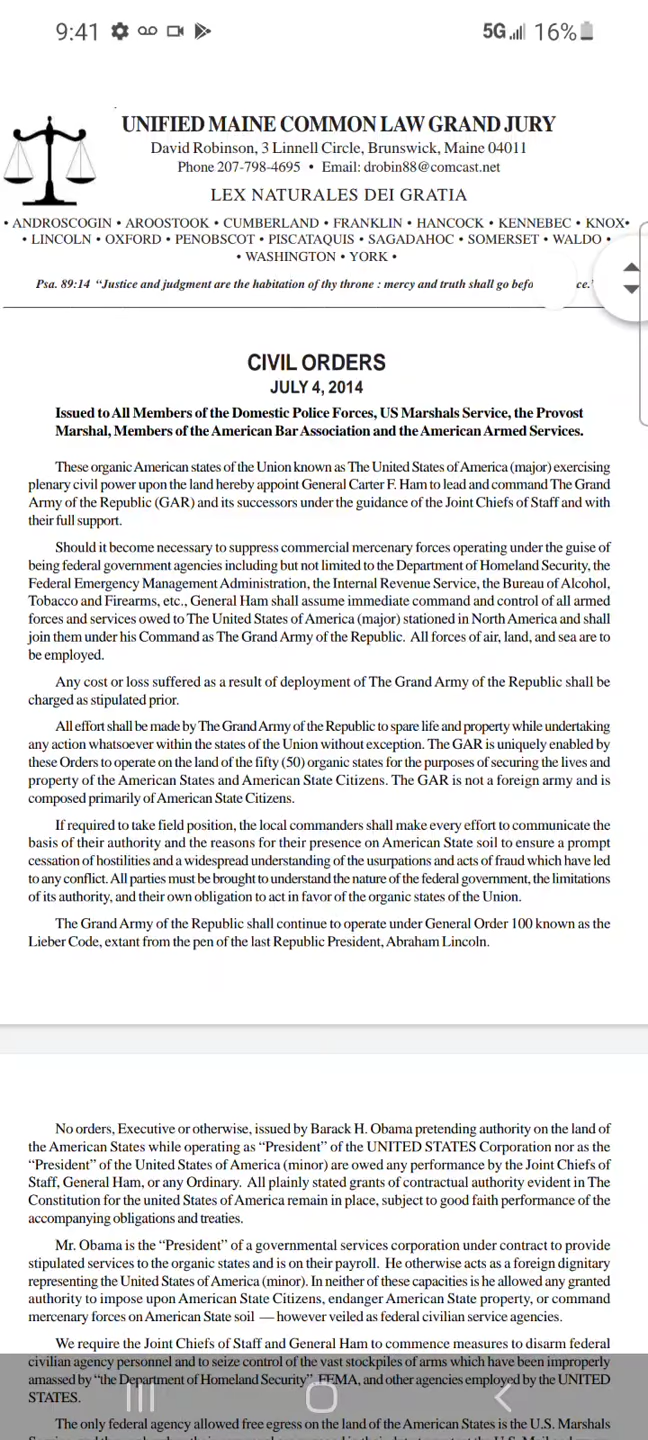 9:41
5G 16%
UNIFIED MAINE COMMON LAW GRAND JURY
David Robinson, 3 Linnell Circle, Brunswick, Maine 04011
Phone 207-798-4695 • Email: drobin88@comcast.net
LEX NATURALES DEI GRATIA
• ANDROSCOGIN • AROOSTOOK • CUMBERLAND • FRANKLIN • HANCOCK • KENNEBEC • KNOX•
• LINCOLN • OXFORD • PENOBSCOT • PISCATAQUIS • SAGADAHOC • SOMERSET • WALDO •
• WASHINGTON • YORK •
Psa. 89:14 “Justice and judgment are the habitation of thy throne : mercy and truth shall go
CIVIL ORDERS
JULY 4, 2014
Issued to All Members of the Domestic Police Forces, US Marshals Service, the Provost
Marshal, Members of the American Bar Association and the American Armed Services.
These organic American states of the Union known as The United States of America (major) exercising
plenary civil power upon the land hereby appoint General Carter F. Ham to lead and command The Grand
Army of the Republic (GAR) and its successors under the guidance of the Joint Chiefs of Staff and with
their full support.
Should it become necessary to suppress commercial mercenary forces operating under the guise of
being federal government agencies including but not limited to the Department of Homeland Security, the
Federal Emergency Management Administration, the Internal Revenue Service, the Bureau of Alcohol,
Tobacco and Firearms, etc., General Ham shall assume immediate command and control of all armed
forces and services owed to The United States of America (major) stationed in North America and shall
join them under his Command as The Grand Army of the Republic. All forces of air, land, and sea are to
be employed.
Any cost or loss suffered as a result of deployment of The Grand Army of the Republic shall be
charged as stipulated prior.
All effort shall be made by The Grand Army of the Republic to spare life and property while undertaking
any action whatsoever within the states of the Union without exception. The GAR is uniquely enabled by
these Orders to operate on the land of the fifty (50) organic states for the purposes of securing the lives and
property of the American States and American State Citizens. The GAR is not a foreign army and is
composed primarily of American State Citizens.
If required to take field position, the local commanders shall make every effort to communicate the
basis of their authority and the reasons for their presence on American State soil to ensure a prompt
cessation of hostilities and a widespread understanding of the usurpations and acts of fraud which have led
to any conflict. All parties must be brought to understand the nature of the federal government, the limitations
of its authority, and their own obligation to act in favor of the organic states of the Union.
The Grand Army of the Republic shall continue to operate under General Order 100 known as the
Lieber Code, extant from the pen of the last Republic President, Abraham Lincoln.
No orders, Executive or otherwise, issued by Barack H. Obama pretending authority on the land of
the American States while operating as “President” of the UNITED STATES Corporation nor as the
“President” of the United States of America (minor) are owed any performance by the Joint Chiefs of
Staff, General Ham, or any Ordinary. All plainly stated grants of contractual authority evident in The
Constitution for the united States of America remain in place, subject to good faith performance of the
accompanying obligations and treaties.
Mr. Obama is the “President” of a governmental services corporation under contract to provide
stipulated services to the organic states and is on their payroll. He otherwise acts as a foreign dignitary
representing the United States of America (minor). In neither of these capacities is he allowed any granted
authority to impose upon American State Citizens, endanger American State property, or command
mercenary forces on American State soil — however veiled as federal civilian service agencies.
We require the Joint Chiefs of Staff and General Ham to commence measures to disarm federal
civilian agency personnel and to seize control of the vast stockpiles of arms which have been improperly
amassed by “the Department of Homeland Security”, FEMA, and other agencies employed by the UNITED
STATES.
The only federal agency allowed free egress on the land of the American States is the U.S. Marshals